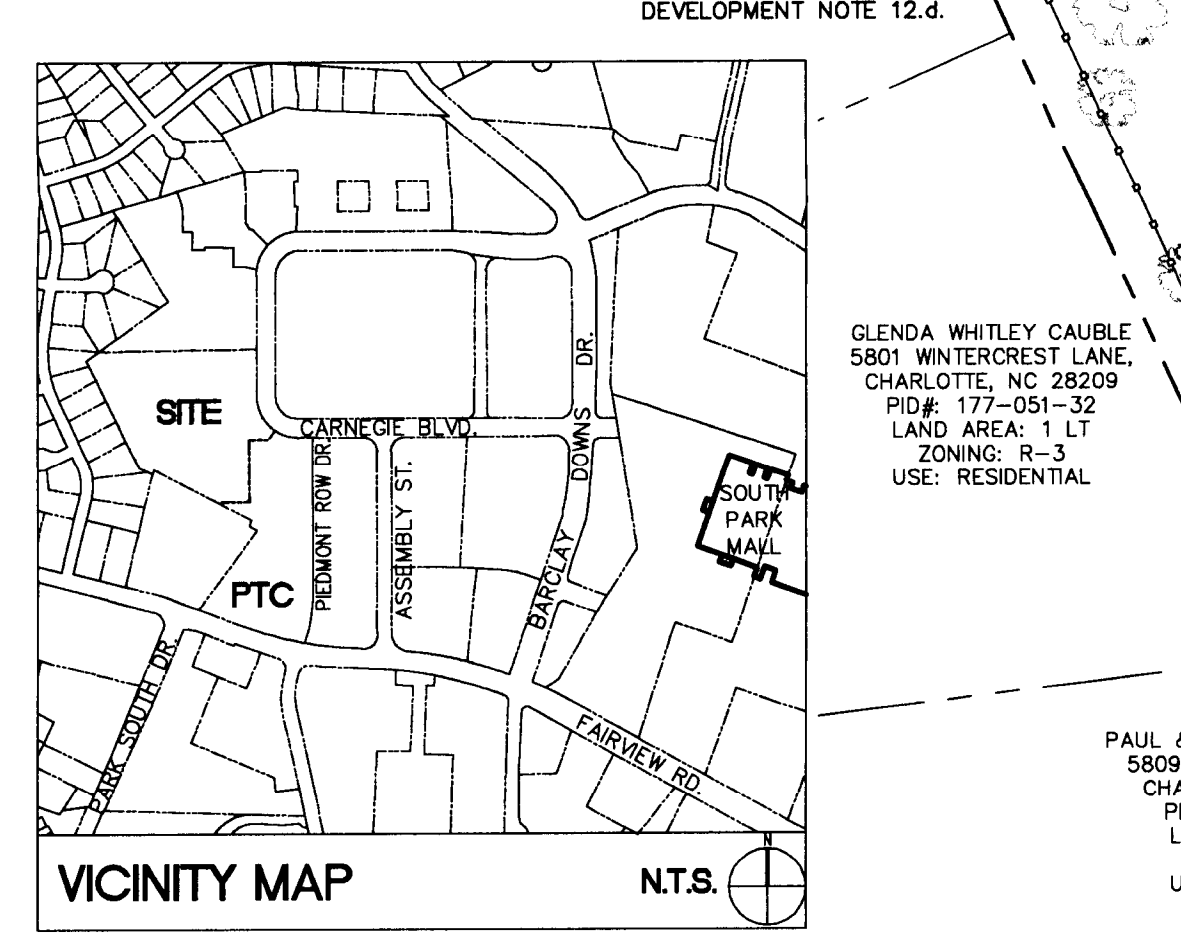 DEVELOPMENT NOTE 12.d.
SITE
CARNEGIE BLVD.
DOWNS DR.
PIEDMONT ROW DR.
ASSEMBLY ST.
SOUTH
PARK
MALL
BARCLAY
PTC
PARK SOUTH DR.
FAIRVIEW RD.
VICINITY MAP
N.T.S.
N
GLENDA WHITLEY CAUBLE
5801 WINTERCREST LANE,
CHARLOTTE, NC 28209
PID#: 177-051-32
LAND AREA: 1 LT
ZONING: R-3
USE: RESIDENTIAL
PAUL &
5809
CHA
PI
L
U